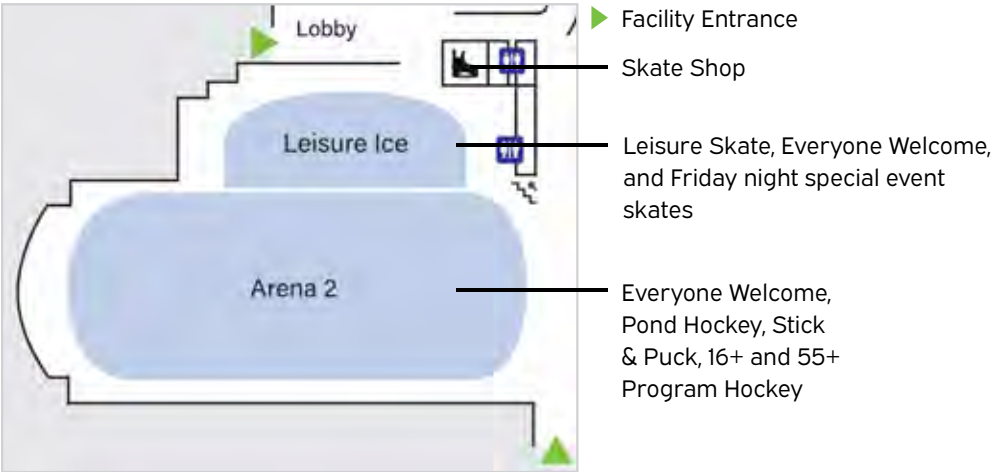 Lobby
Facility Entrance
Skate Shop
Leisure Ice
Leisure Skate, Everyone Welcome,
and Friday night special event
skates
Arena 2
Everyone Welcome,
Pond Hockey, Stick
& Puck, 16+ and 55+
Program Hockey